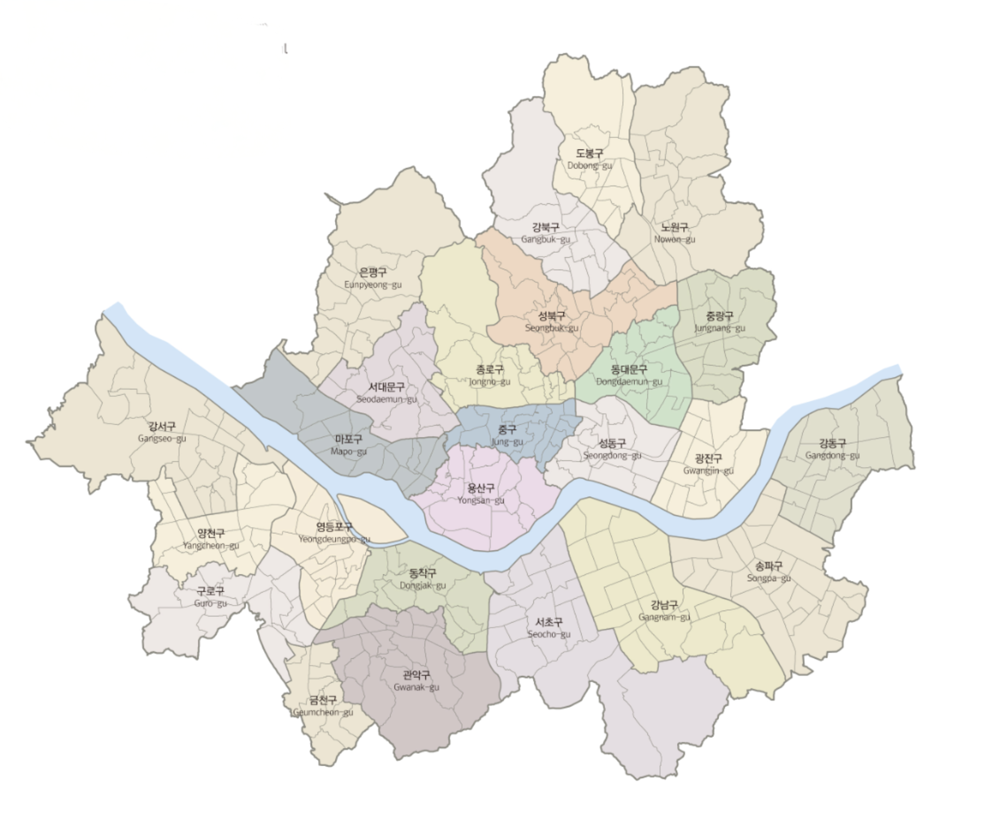 도봉구
Dobong-gu
강북구
Gangbuk-gu
노원구
Nowon-gu
은평구
Eunpyeong-gu
성북구
Seongbuk-gu
중랑구
Jungnang-gu
종로구
Jongno-gu
동대문구
Dongdaemun-gu
서대문구
Seodaemun-gu
강서구
Gangseo-gu
마포구
Mapo-gu
중구
Jung-gu
성동구
Seongdong-gu
광진구
Gwangjin-gu
강동구
Gangdong-gu
용산구
Yongsan-gu
양천구
Yangcheon-gu
영등포구
Yeongdeungpo-gu
동작구
Dongjak-gu
송파구
Songpa-gu
구로구
Guro-gu
강남구
Gangnam-gu
서초구
Seocho-gu
관악구
Gwanak-gu
금천구
Geumcheon-gu